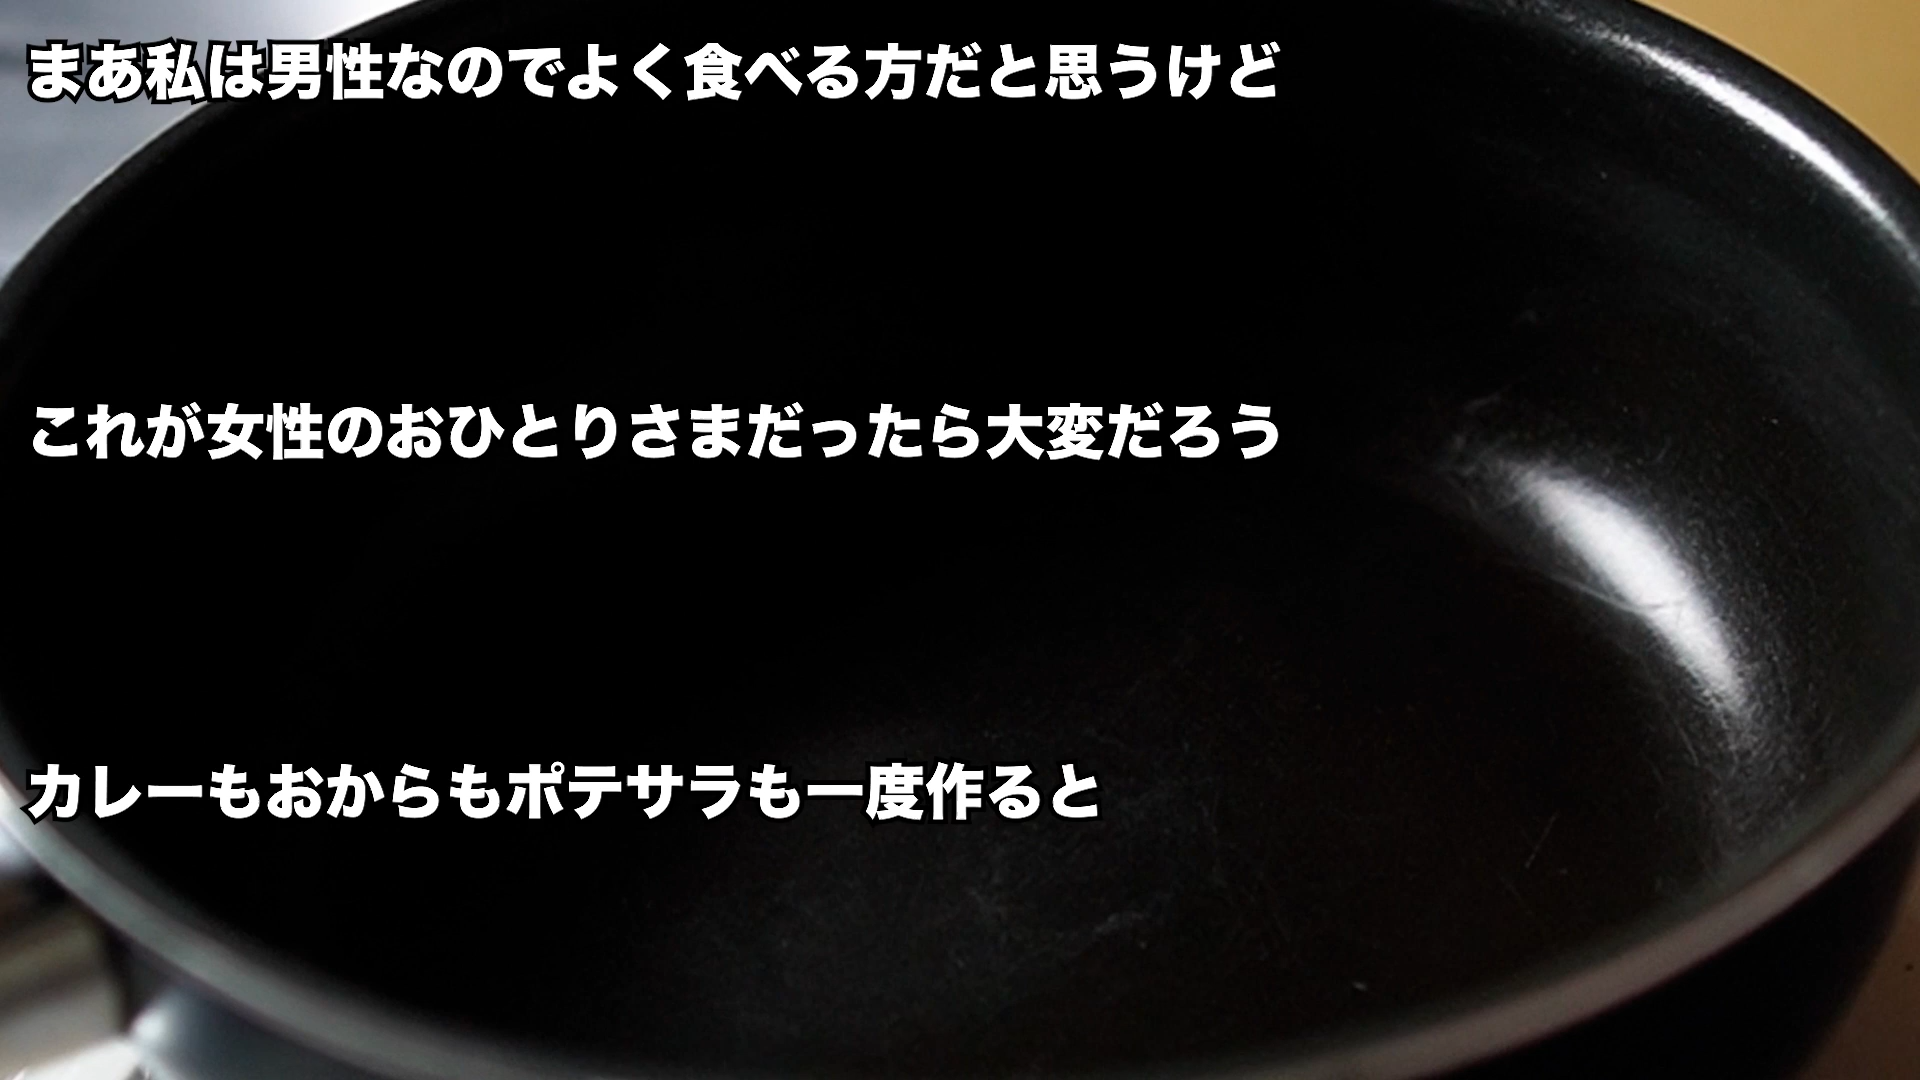 まあ私は男性なのでよく食べる方だと思うけど
これが女性のおひとりさまだったら大変だろう
カレーもおからもポテサラも一度作ると